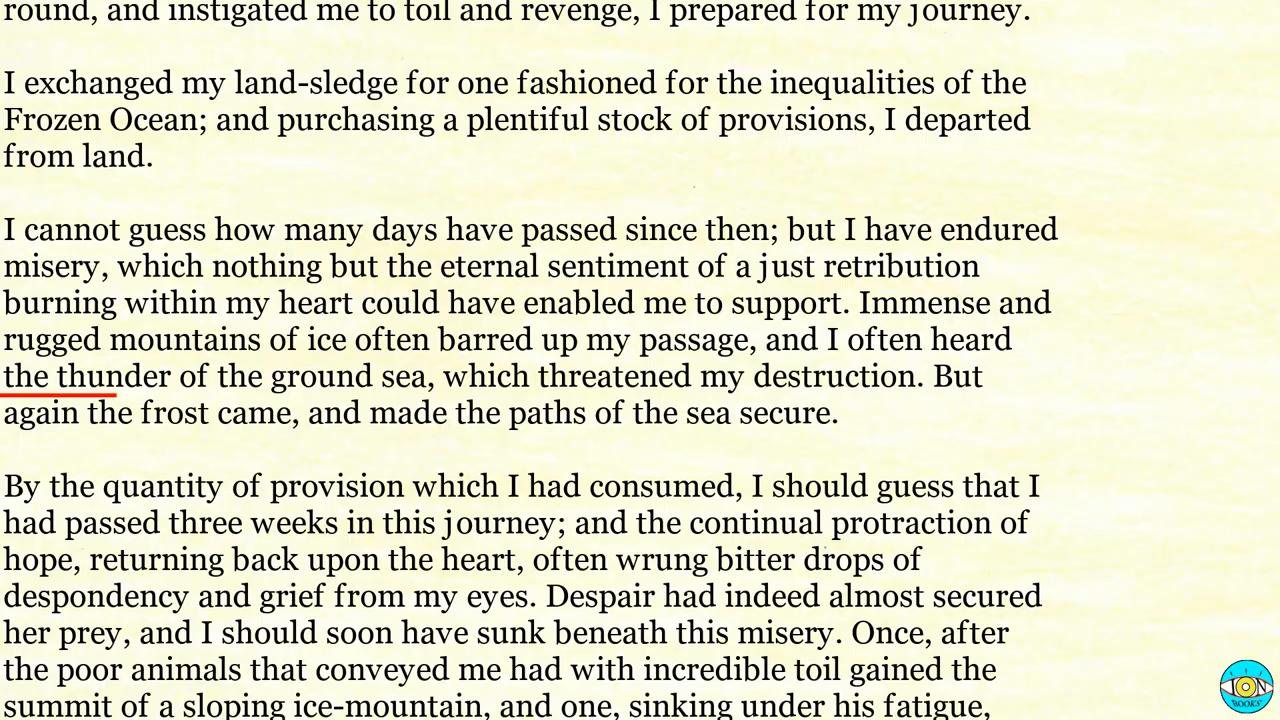 round, and instigated me to toil and revenge, I prepared for my journey.
I exchanged my land-sledge for one fashioned for the inequalities of the
Frozen Ocean; and purchasing a plentiful stock of provisions, I departed
from land.
I cannot guess how many days have passed since then; but I have endured
misery, which nothing but the eternal sentiment of a just retribution
burning within my heart could have enabled me to support. Immense and
rugged mountains of ice often barred up my passage, and I often heard
the thunder of the ground sea, which threatened my destruction. But
again the frost came, and made the paths of the sea secure.
By the quantity of provision which I had consumed, I should guess that I
had passed three weeks in this journey; and the continual protraction of
hope, returning back upon the heart, often wrung bitter drops of
despondency and grief from my eyes. Despair had indeed almost secured
her prey, and I should soon have sunk beneath this misery. Once, after
the poor animals that conveyed me had with incredible toil gained the
summit of a sloping ice-mountain, and one, sinking under his fatigue,
ION
BOOKS